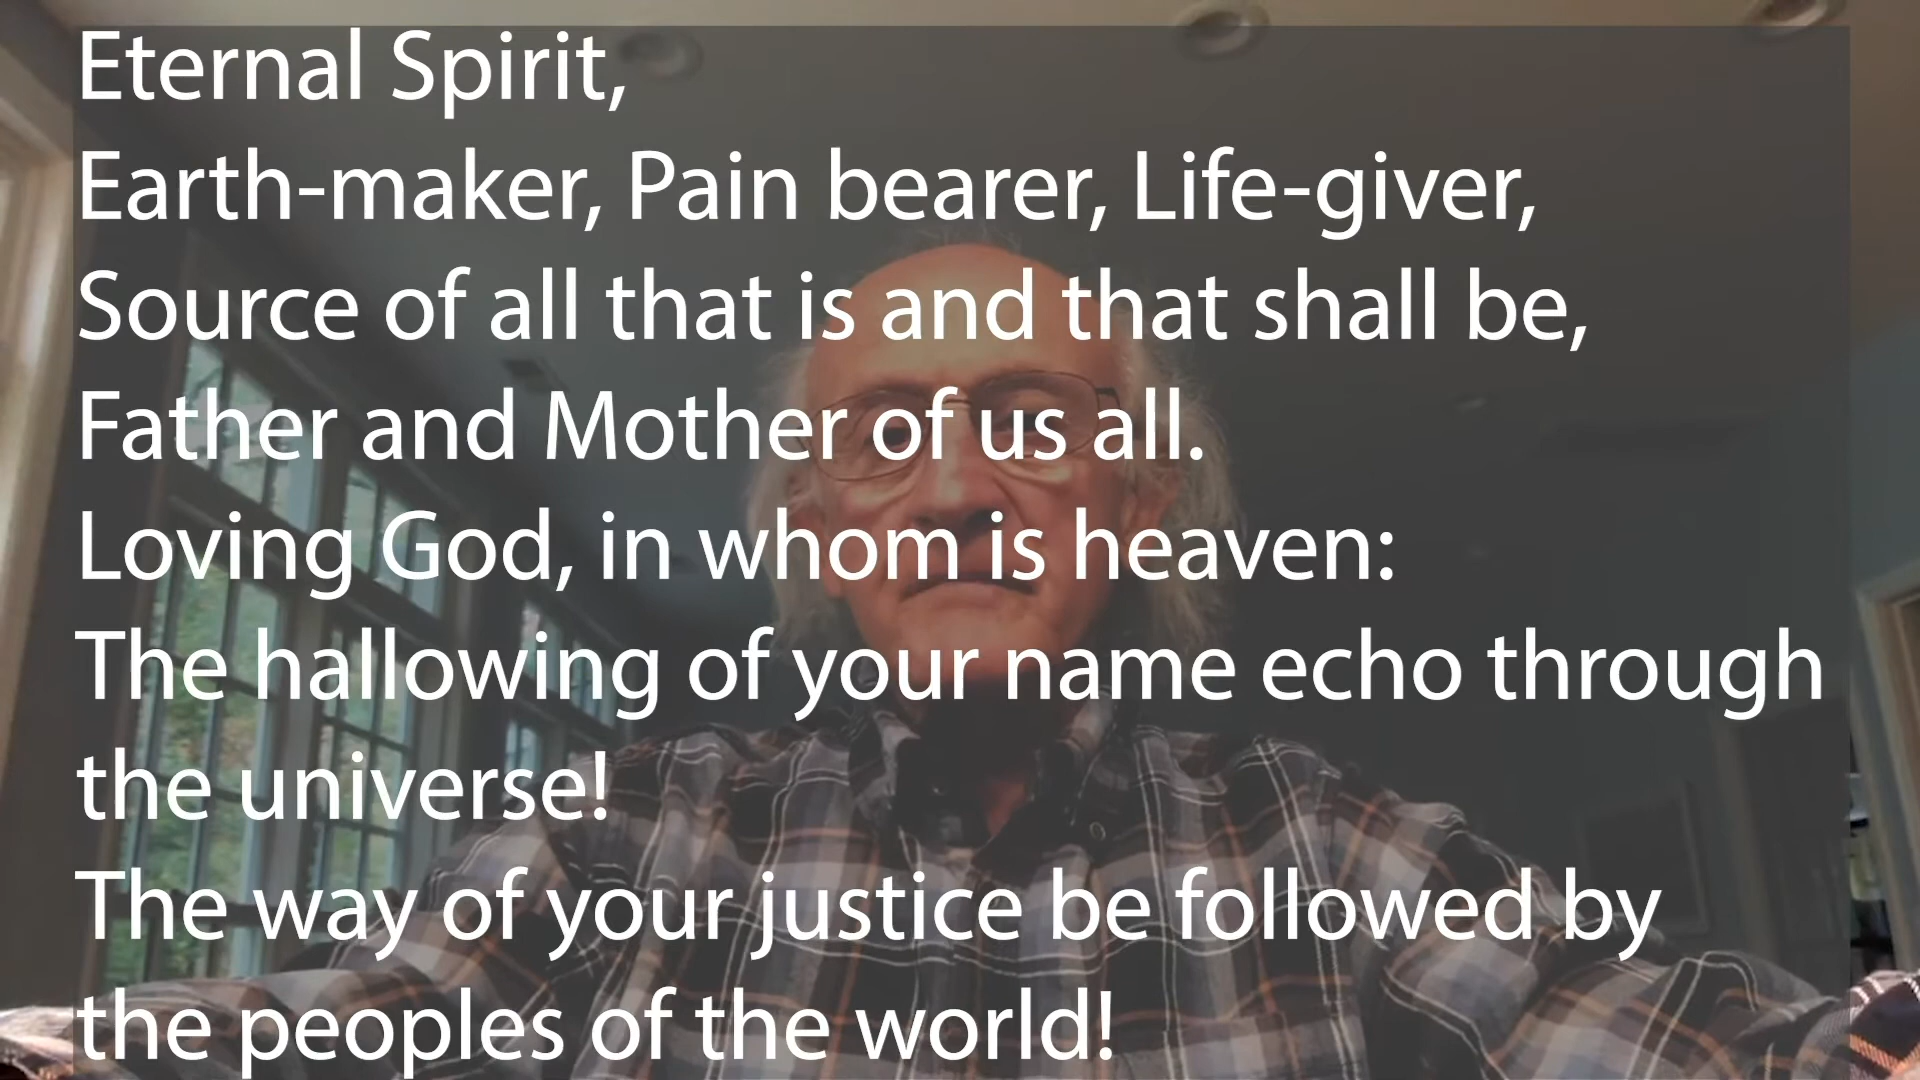 Eternal Spirit,
Earth-maker, Pain bearer, Life-giver,
Source of all that is and that shall be,
Father and Mother of us all.
Loving God, in whom is heaven:
The hallowing of your name echo through
the universe!
The way of your justice be followed by
the peoples of the world!